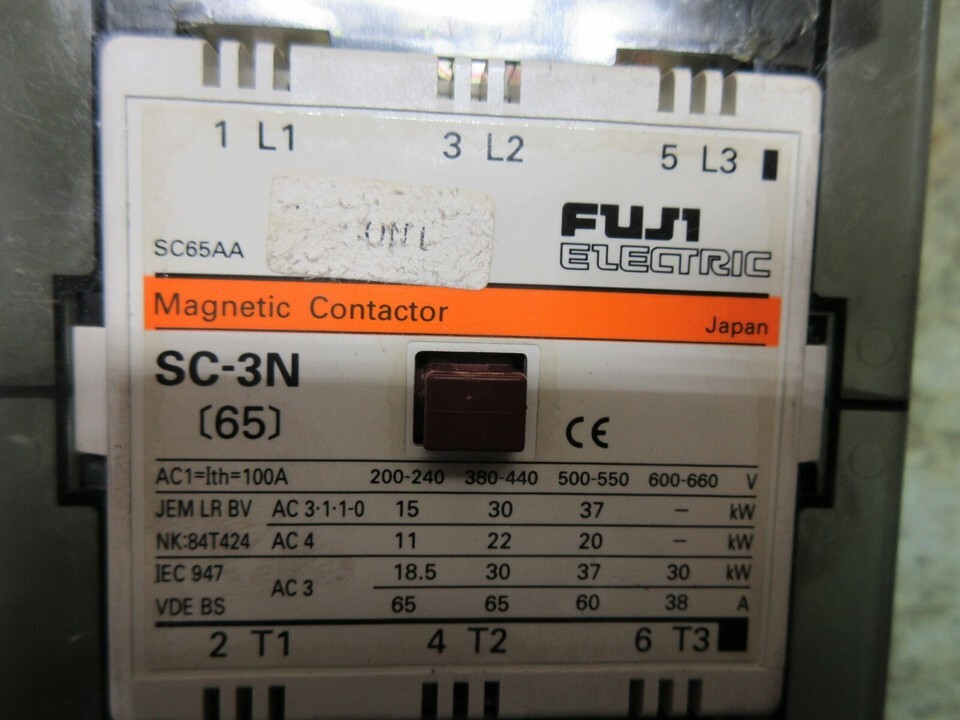 1 L1 3 L2 5 L3
FUJI
ELECTRIC
SC65AA
Magnetic Contactor Japan
SC-3N
(65)
CE
AC1=Ith=100A 200-240 380-440 500-550 600-660 V
JEM LR BV AC 3·1·1-0 15 30 37 – kW
NK:84T424 AC 4 11 22 20 – kW
IEC 947 AC 3 18.5 30 37 30 kW
VDE BS 65 65 60 38 A
2 T1 4 T2 6 T3